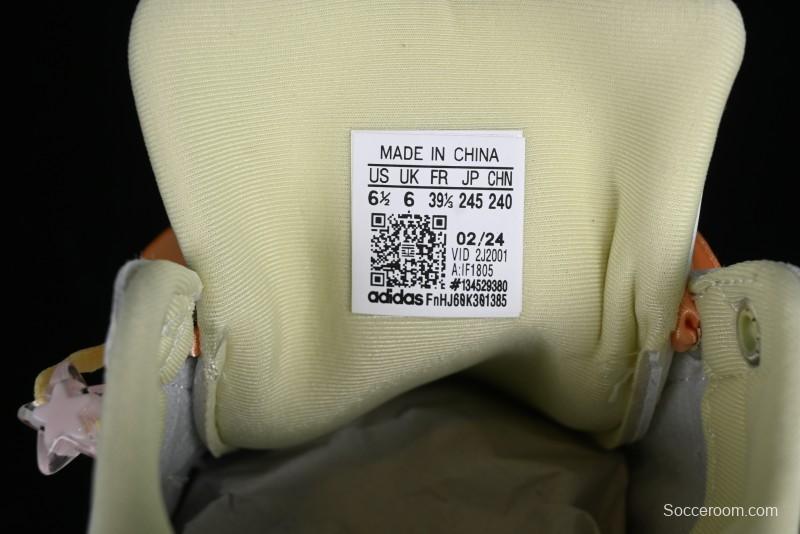 MADE IN CHINA
US UK FR JP CHN
6½ 6 39⅓ 245 240
02/24
VID 2J2001
A:IF1805
#134529380
adidas FnHJ60K301385
Socceroom.com